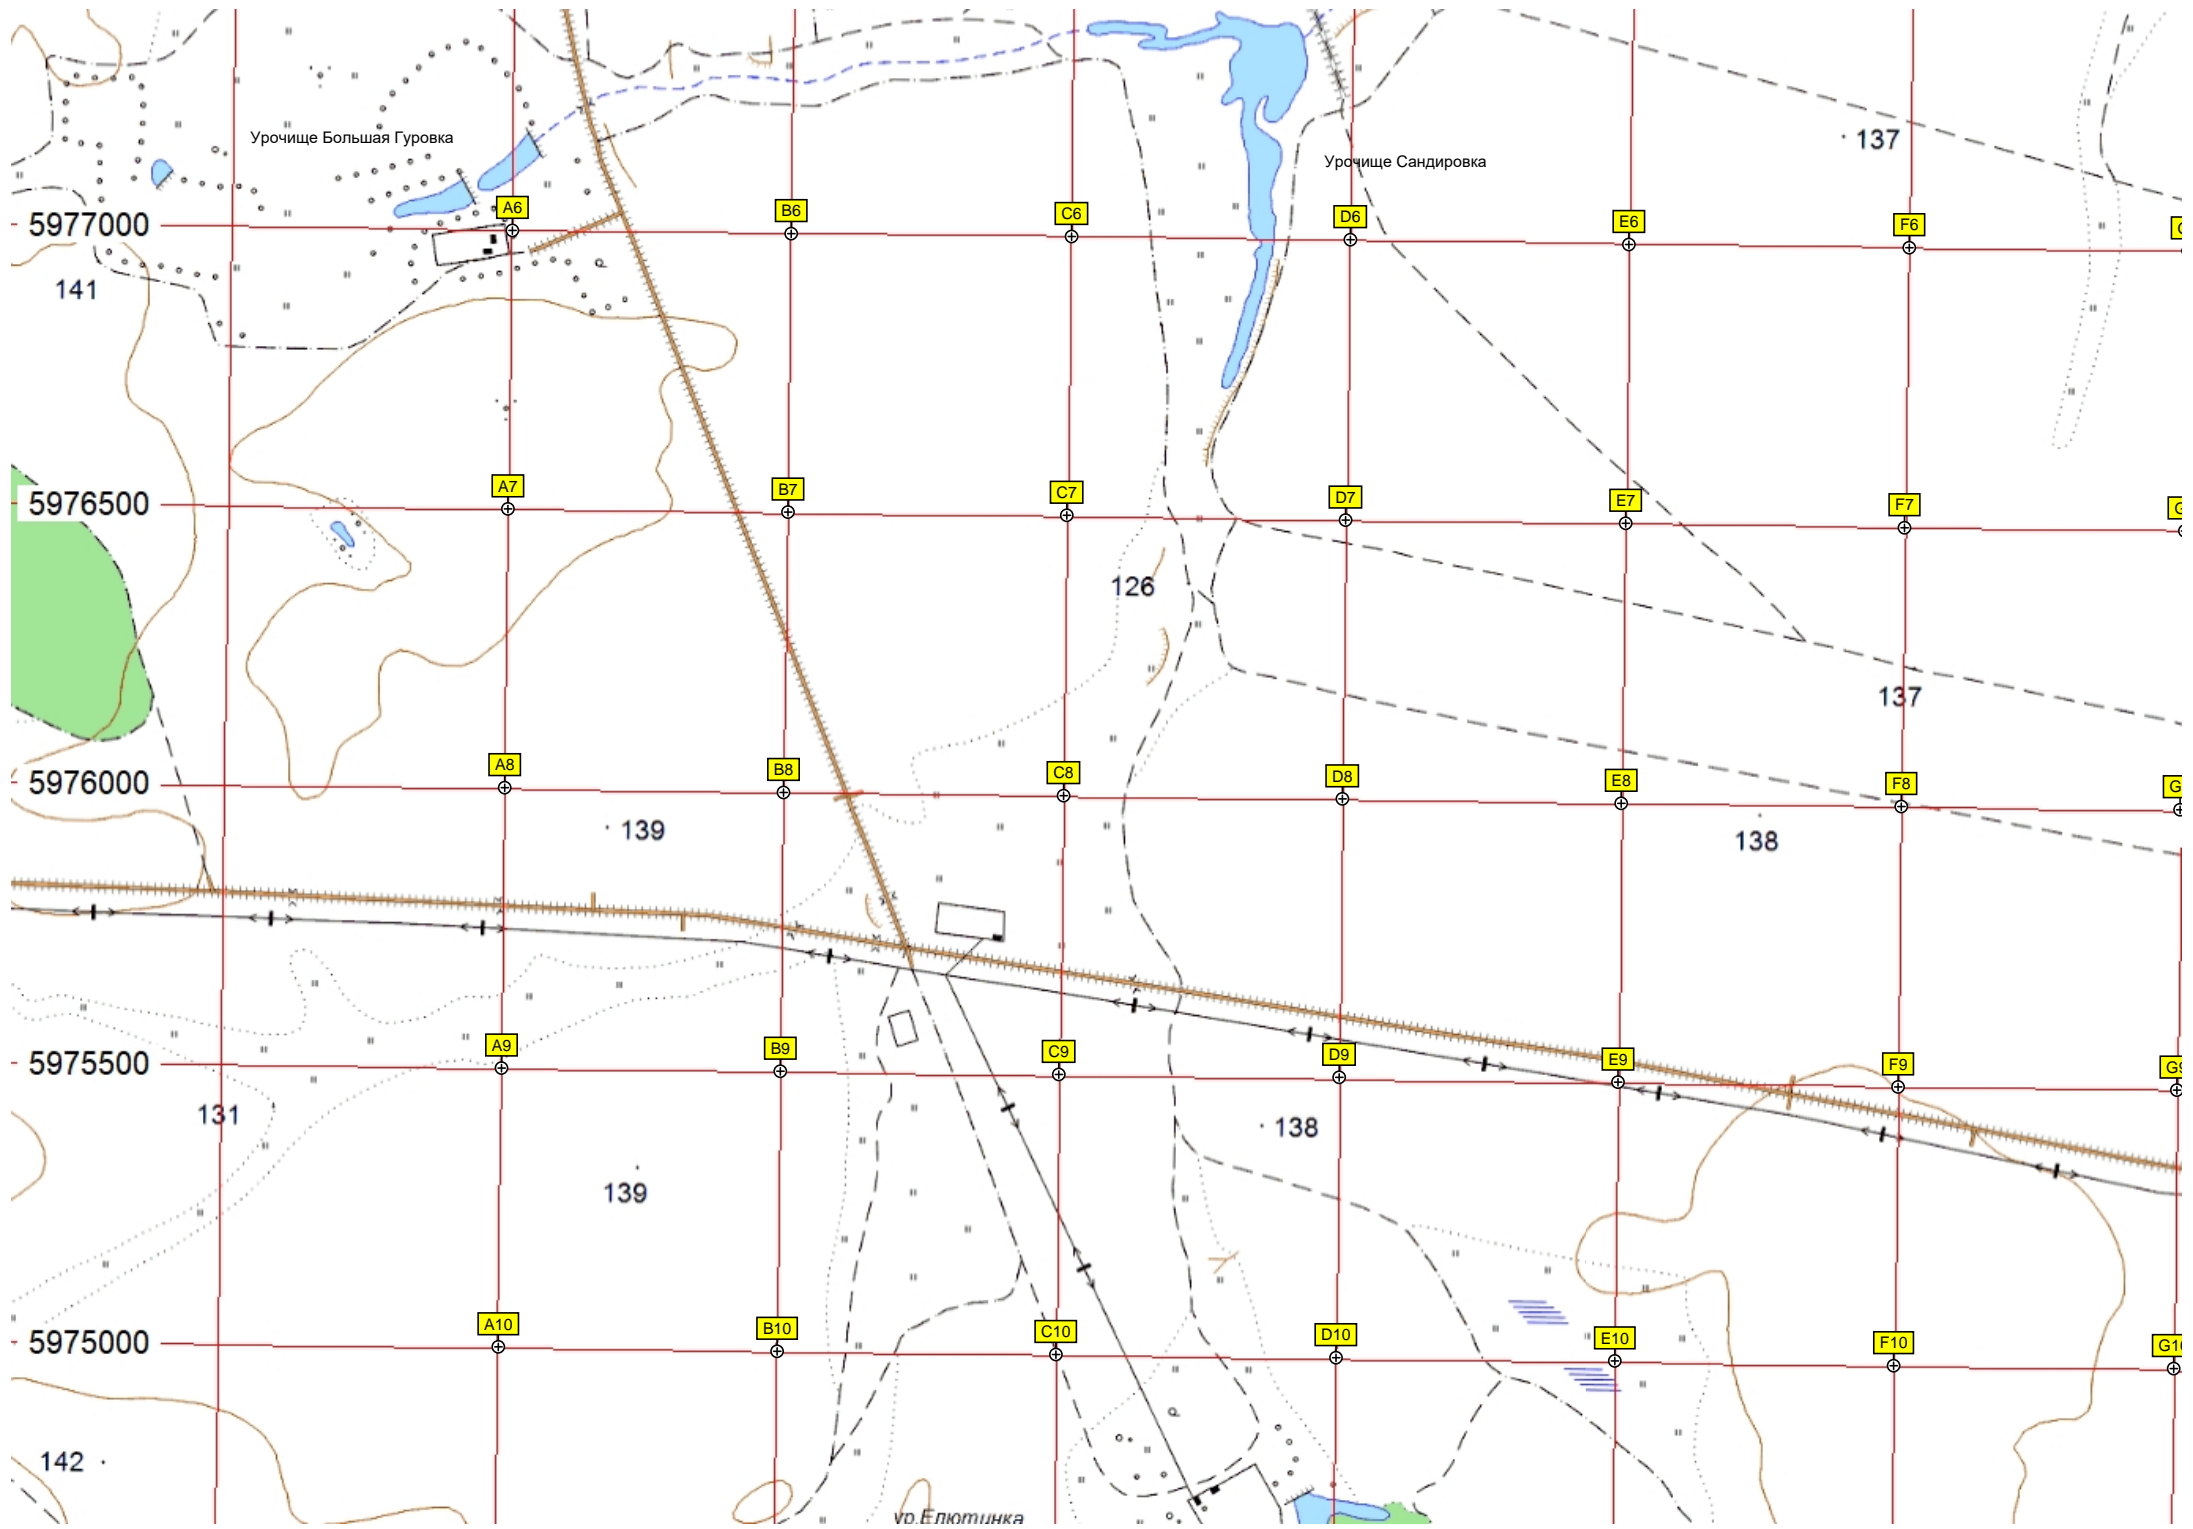 137
Урочище Большая Гуровка
Урочище Сандировка
A6
B6
C6
D6
E6
F6
5977000
141
A7
B7
C7
D7
E7
F7
G
5976500
126
137
A8
B8
C8
D8
E8
F8
G
5976000
139
138
A9
B9
C9
D9
E9
F9
G9
5975500
131
138
139
A10
B10
C10
D10
E10
F10
G10
5975000
142
ур.Елютинка